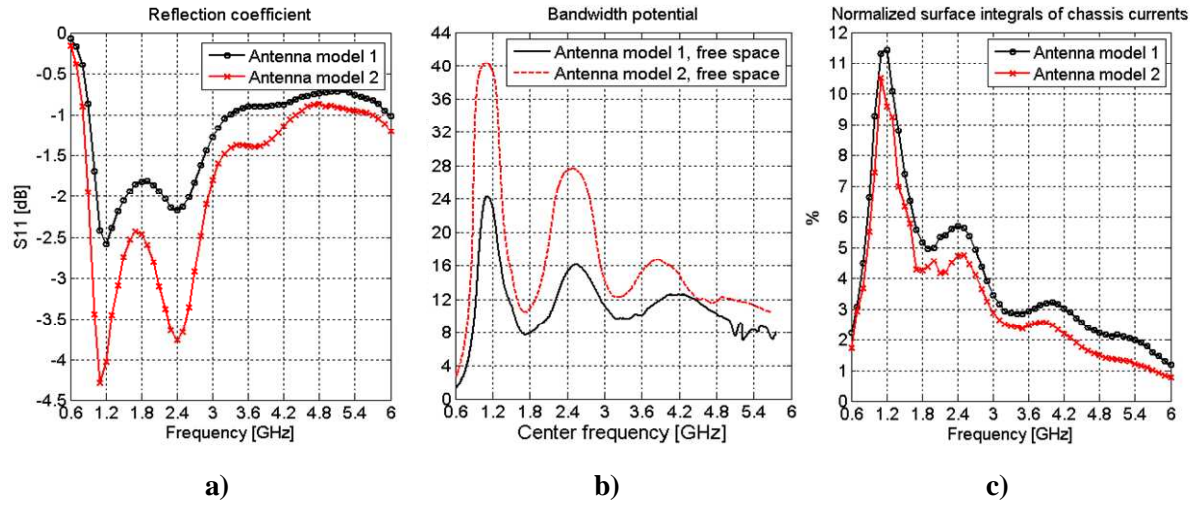 Reflection coefficient
0
-0.5
-1
-1.5
-2
-2.5
-3
-3.5
-4
-4.5
S11 [dB]
Antenna model 1
Antenna model 2
0.6 1.2 1.8 2.4 3 3.6 4.2 4.8 5.4 6
Frequency [GHz]
a)
Bandwidth potential
44
40
36
32
28
24
20
16
12
8
4
0
Antenna model 1, free space
Antenna model 2, free space
0.6 1.2 1.8 2.4 3 3.6 4.2 4.8 5.4 6
Center frequency [GHz]
b)
Normalized surface integrals of chassis currents
12
11
10
9
8
7
6
5
4
3
2
1
0
%
Antenna model 1
Antenna model 2
0.6 1.2 1.8 2.4 3 3.6 4.2 4.8 5.4 6
Frequency [GHz]
c)